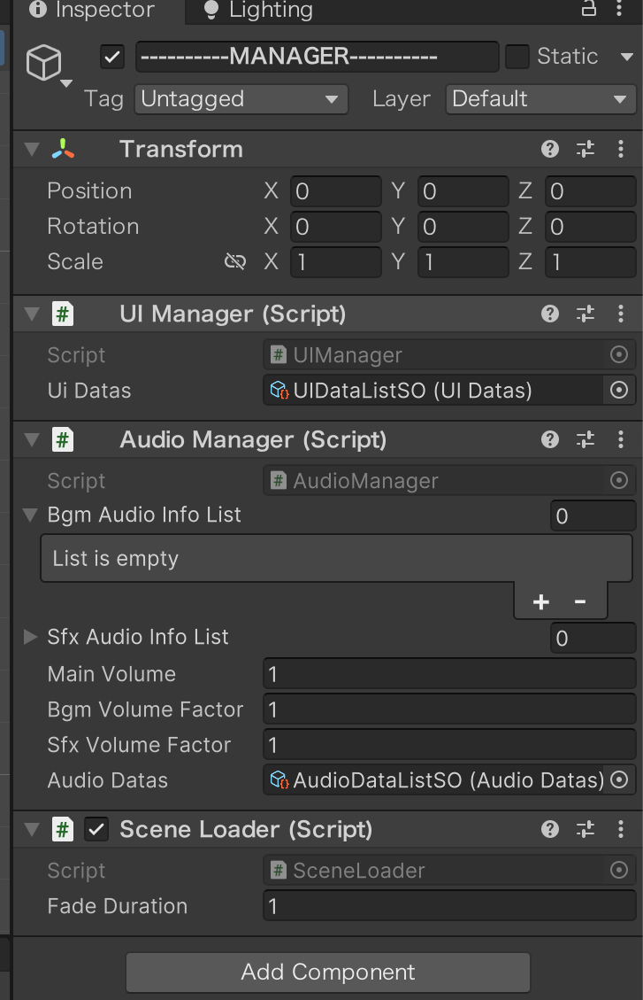 Inspector Lighting
----------MANAGER---------- Static
Tag Untagged Layer Default
Transform
Position X 0 Y 0 Z 0
Rotation X 0 Y 0 Z 0
Scale X 1 Y 1 Z 1
# UI Manager (Script)
Script # UIManager
Ui Datas UIDataListSO (UI Datas)
# Audio Manager (Script)
Script # AudioManager
Bgm Audio Info List 0
List is empty
+ -
Sfx Audio Info List 0
Main Volume 1
Bgm Volume Factor 1
Sfx Volume Factor 1
Audio Datas AudioDataListSO (Audio Datas)
# Scene Loader (Script)
Script # SceneLoader
Fade Duration 1
Add Component